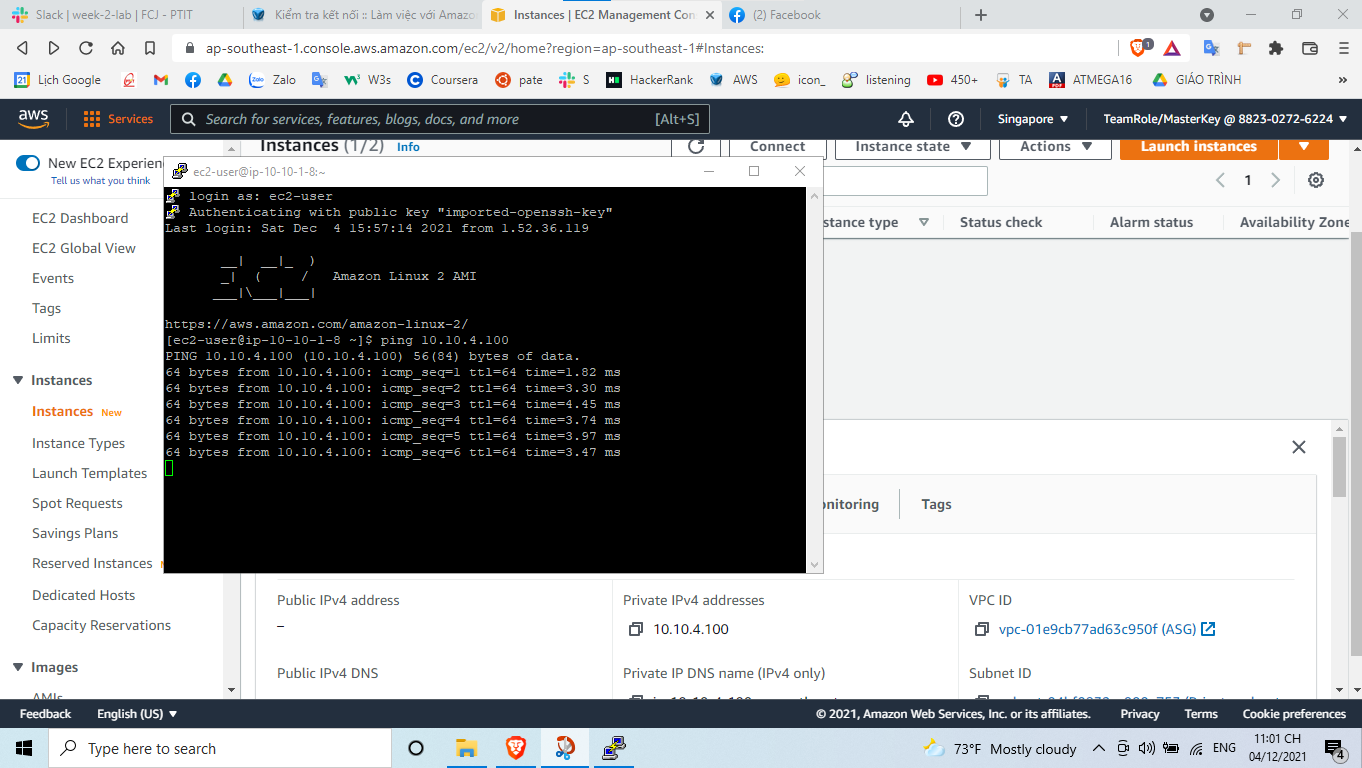 Slack | week-2-lab | FCJ - PTIT
Kiểm tra kết nối :: Làm việc với Amazo
Instances | EC2 Management Con
(2) Facebook
ap-southeast-1.console.aws.amazon.com/ec2/v2/home?region=ap-southeast-1#Instances:
1
Lịch Google
Zalo
W3s
Coursera
pate
S
HackerRank
AWS
icon_
listening
450+
TA
ATMEGA16
GIÁO TRÌNH
aws
Services
Search for services, features, blogs, docs, and more
[Alt+S]
Singapore
TeamRole/MasterKey @ 8823-0272-6224
New EC2 Experien
Tell us what you think
EC2 Dashboard
EC2 Global View
Events
Tags
Limits
Instances
Instances New
Instance Types
Launch Templates
Spot Requests
Savings Plans
Reserved Instances
Dedicated Hosts
Capacity Reservations
Images
AMIs
Instances (1/2) Info
Connect
Instance state
Actions
Launch instances
1
stance type
Status check
Alarm status
Availability Zone
ec2-user@ip-10-10-1-8:~
login as: ec2-user
Authenticating with public key "imported-openssh-key"
Last login: Sat Dec  4 15:57:14 2021 from 1.52.36.119
       __|  __|_  )
       _|  (     /   Amazon Linux 2 AMI
      ___|\___|___|
https://aws.amazon.com/amazon-linux-2/
[ec2-user@ip-10-10-1-8 ~]$ ping 10.10.4.100
PING 10.10.4.100 (10.10.4.100) 56(84) bytes of data.
64 bytes from 10.10.4.100: icmp_seq=1 ttl=64 time=1.82 ms
64 bytes from 10.10.4.100: icmp_seq=2 ttl=64 time=3.30 ms
64 bytes from 10.10.4.100: icmp_seq=3 ttl=64 time=4.45 ms
64 bytes from 10.10.4.100: icmp_seq=4 ttl=64 time=3.74 ms
64 bytes from 10.10.4.100: icmp_seq=5 ttl=64 time=3.97 ms
64 bytes from 10.10.4.100: icmp_seq=6 ttl=64 time=3.47 ms
onitoring
Tags
Public IPv4 address
–
Private IPv4 addresses
10.10.4.100
VPC ID
vpc-01e9cb77ad63c950f (ASG)
Public IPv4 DNS
Private IP DNS name (IPv4 only)
Subnet ID
Feedback
English (US)
© 2021, Amazon Web Services, Inc. or its affiliates.
Privacy
Terms
Cookie preferences
Type here to search
73°F Mostly cloudy
ENG
11:01 CH
04/12/2021
4